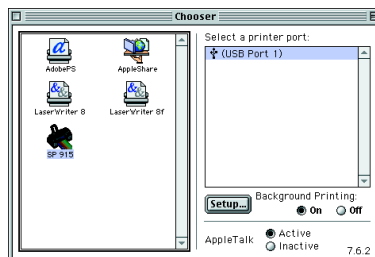 Chooser
AdobePS
AppleShare
LaserWriter 8
LaserWriter 8f
SP 915
Select a printer port:
(USB Port 1)
Setup...
Background Printing:
On
Off
AppleTalk
Active
Inactive
7.6.2